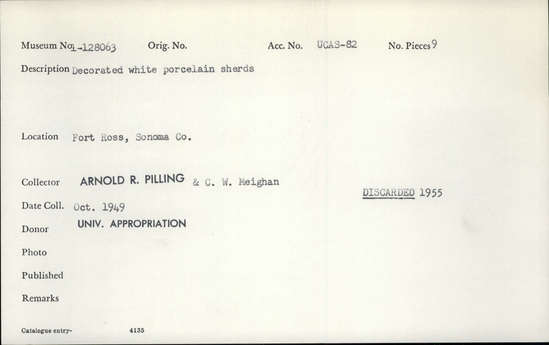 Museum No. 1-128063 Orig. No. Acc. No. UCAS-82 No. Pieces 9
Description Decorated white porcelain sherds
Location Fort Ross, Sonoma Co.
Collector ARNOLD R. PILLING & C. W. Meighan
DISCARDED 1955
Date Coll. Oct. 1949
Donor UNIV. APPROPRIATION
Photo
Published
Remarks
Catalogue entry- 4135